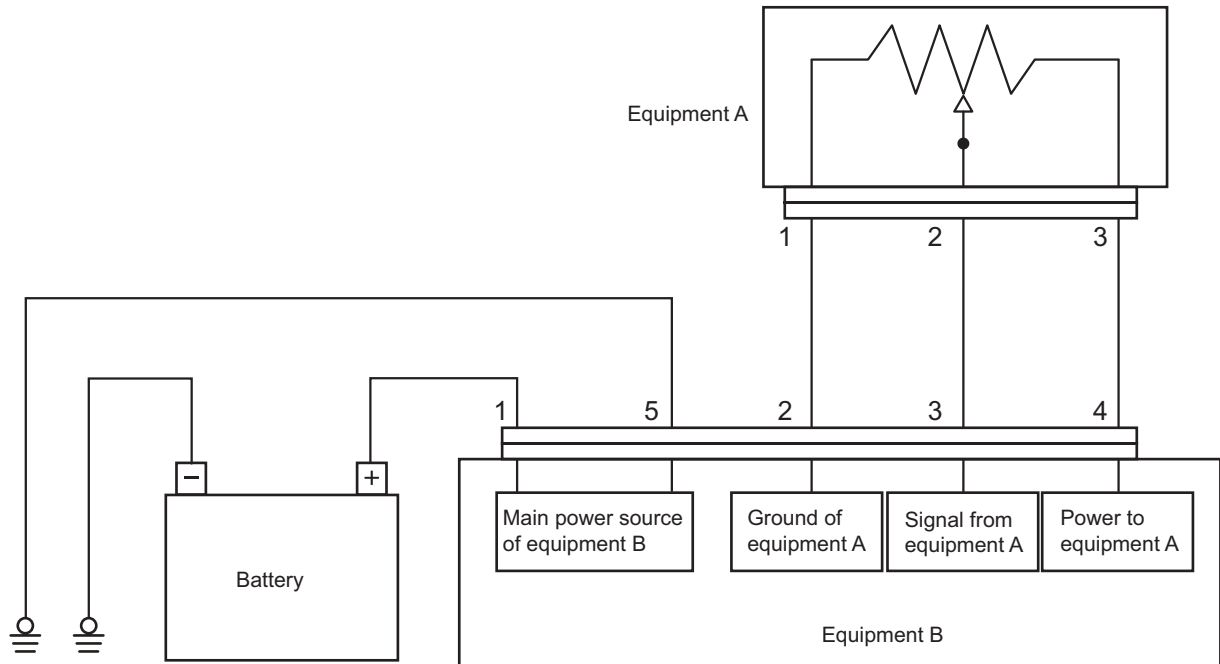 Equipment A
1
2
3
1
5
2
3
4
−
+
Main power source
of equipment B
Ground of
equipment A
Signal from
equipment A
Power to
equipment A
Battery
Equipment B